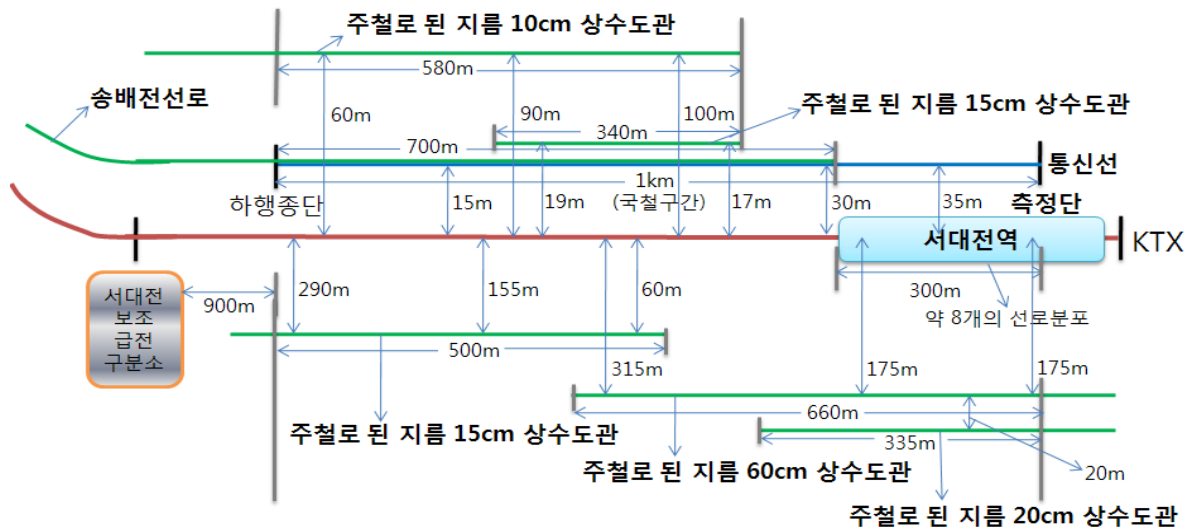 주철로 된 지름 10cm 상수도관
580m
송배전선로
60m
90m
100m
주철로 된 지름 15cm 상수도관
340m
700m
통신선
1km
(국철구간)
하행종단
15m
19m
17m
30m
35m
측정단
서대전역
KTX
서대전
보조
급전
구분소
900m
290m
155m
60m
300m
약 8개의 선로분포
500m
315m
175m
175m
660m
주철로 된 지름 15cm 상수도관
335m
주철로 된 지름 60cm 상수도관
20m
주철로 된 지름 20cm 상수도관